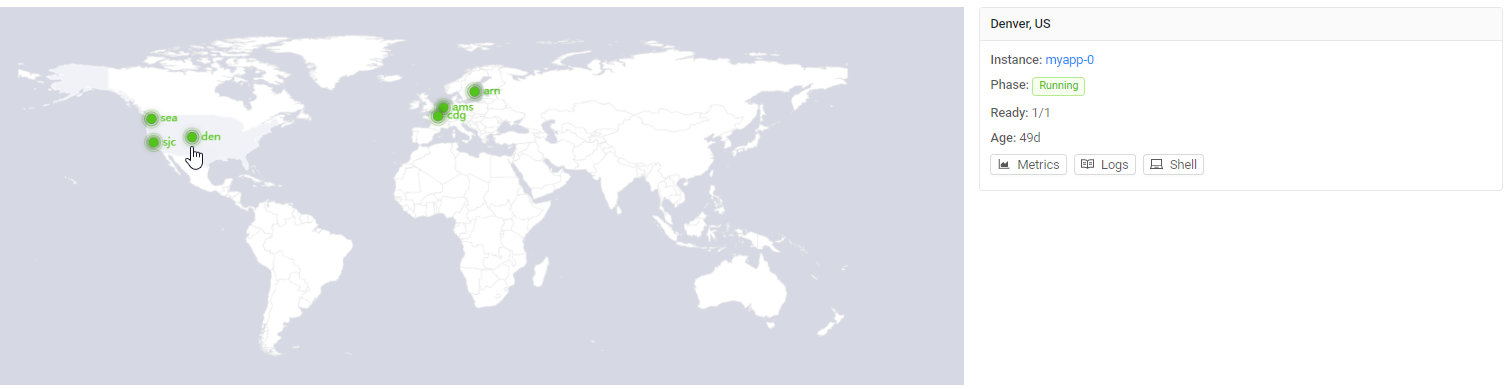 sea
sjc
den
arn
ams
cdg
Denver, US
Instance: myapp-0
Phase: Running
Ready: 1/1
Age: 49d
Metrics Logs Shell